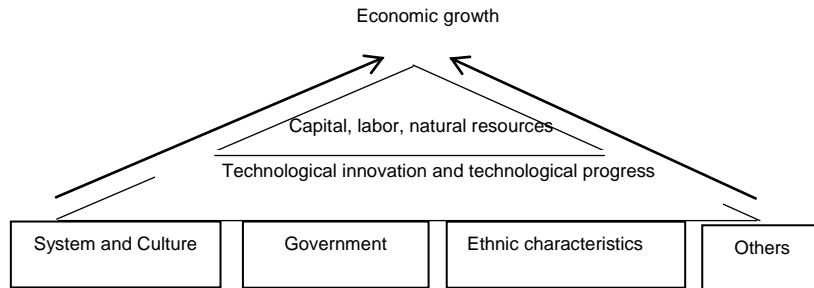 Economic growth
Capital, labor, natural resources
Technological innovation and technological progress
System and Culture
Government
Ethnic characteristics
Others